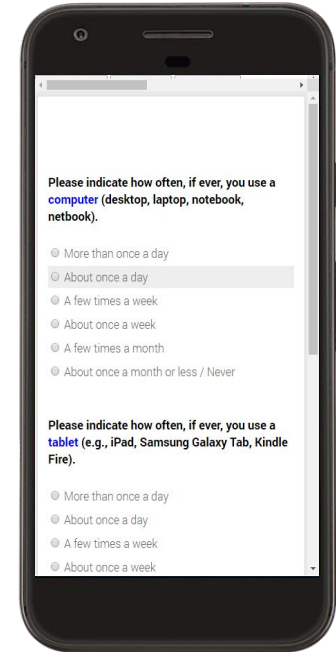 Please indicate how often, if ever, you use a
computer (desktop, laptop, notebook,
netbook).
More than once a day
About once a day
A few times a week
About once a week
A few times a month
About once a month or less / Never
Please indicate how often, if ever, you use a
tablet (e.g., iPad, Samsung Galaxy Tab, Kindle
Fire).
More than once a day
About once a day
A few times a week
About once a week